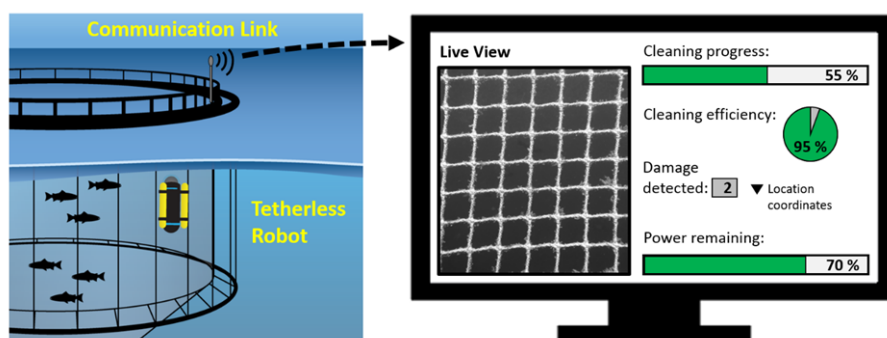 Communication Link
Tetherless
Robot
Live View
Cleaning progress:
55 %
Cleaning efficiency:
95 %
Damage
detected: 2 ▼ Location
coordinates
Power remaining:
70 %